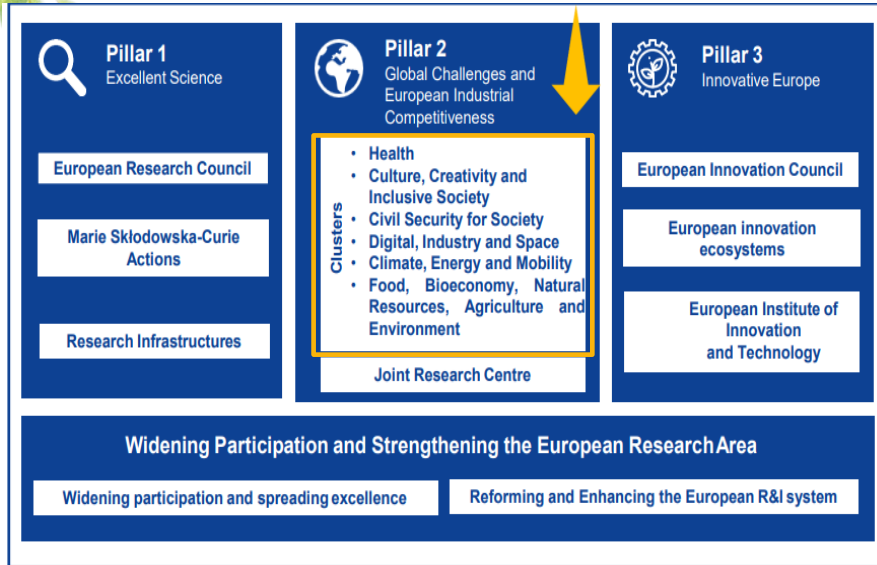 Pillar 1
Excellent Science
European Research Council
Marie Skłodowska-Curie
Actions
Research Infrastructures
Pillar 2
Global Challenges and
European Industrial
Competitiveness
Clusters
• Health
• Culture, Creativity and
Inclusive Society
• Civil Security for Society
• Digital, Industry and Space
• Climate, Energy and Mobility
• Food, Bioeconomy, Natural
Resources, Agriculture and
Environment
Joint Research Centre
Pillar 3
Innovative Europe
European Innovation Council
European innovation
ecosystems
European Institute of
Innovation
and Technology
Widening Participation and Strengthening the European Research Area
Widening participation and spreading excellence
Reforming and Enhancing the European R&I system